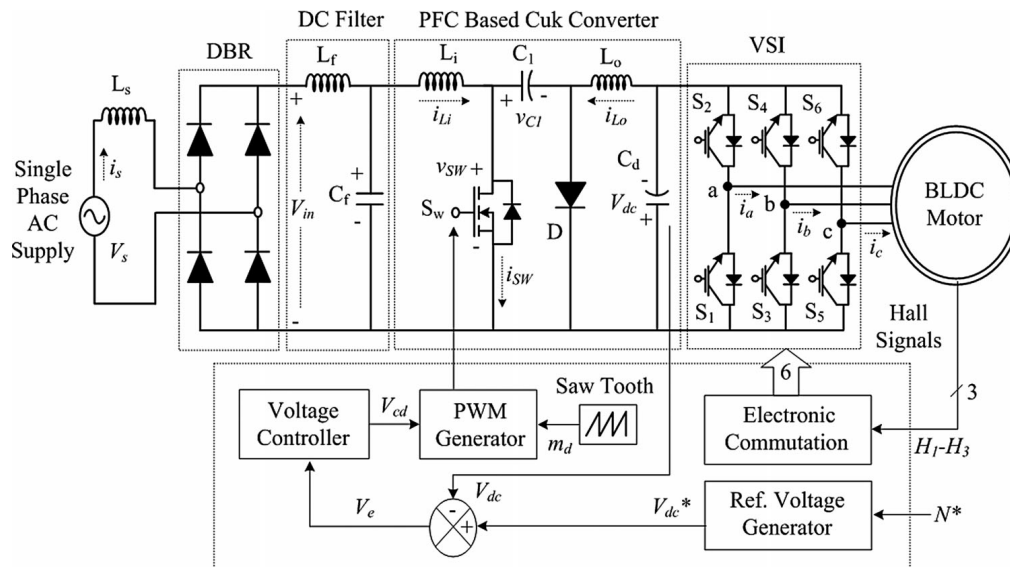 DC Filter
PFC Based Cuk Converter
VSI
DBR
Lf
Li
C1
Lo
Ls
S2
S4
S6
+
iLi
+
-
vC1
iLo
is
Single
Phase
AC
Supply
Vs
Vin
+
Cf
-
vSW +
Sw
-
iSW
D
Cd
-
Vdc
+
a
ia
b
ib
c
ic
BLDC
Motor
S1
S3
S5
-
Hall
Signals
6
3
Saw Tooth
Voltage
Controller
Vcd
PWM
Generator
md
Electronic
Commutation
H1-H3
Ve
Vdc
-
+
Vdc*
Ref. Voltage
Generator
N*